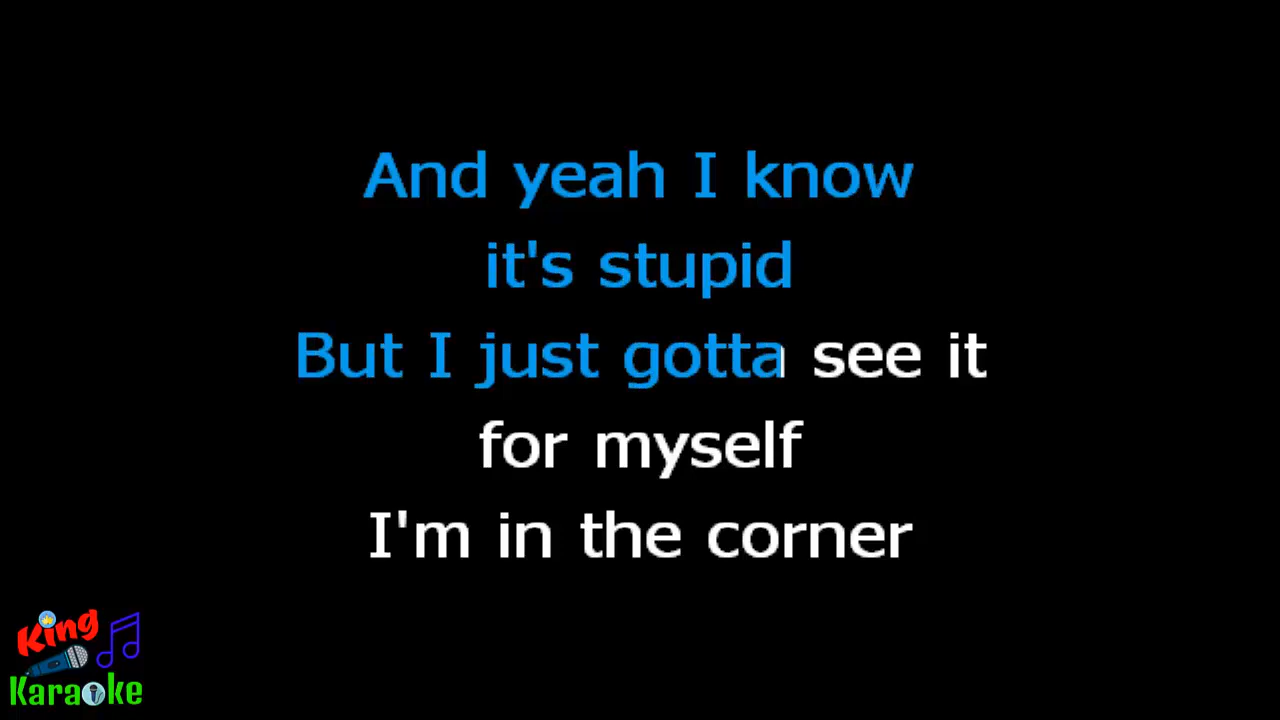 And yeah I know
it's stupid
But I just gotta see it
for myself
I'm in the corner
King
Karaoke